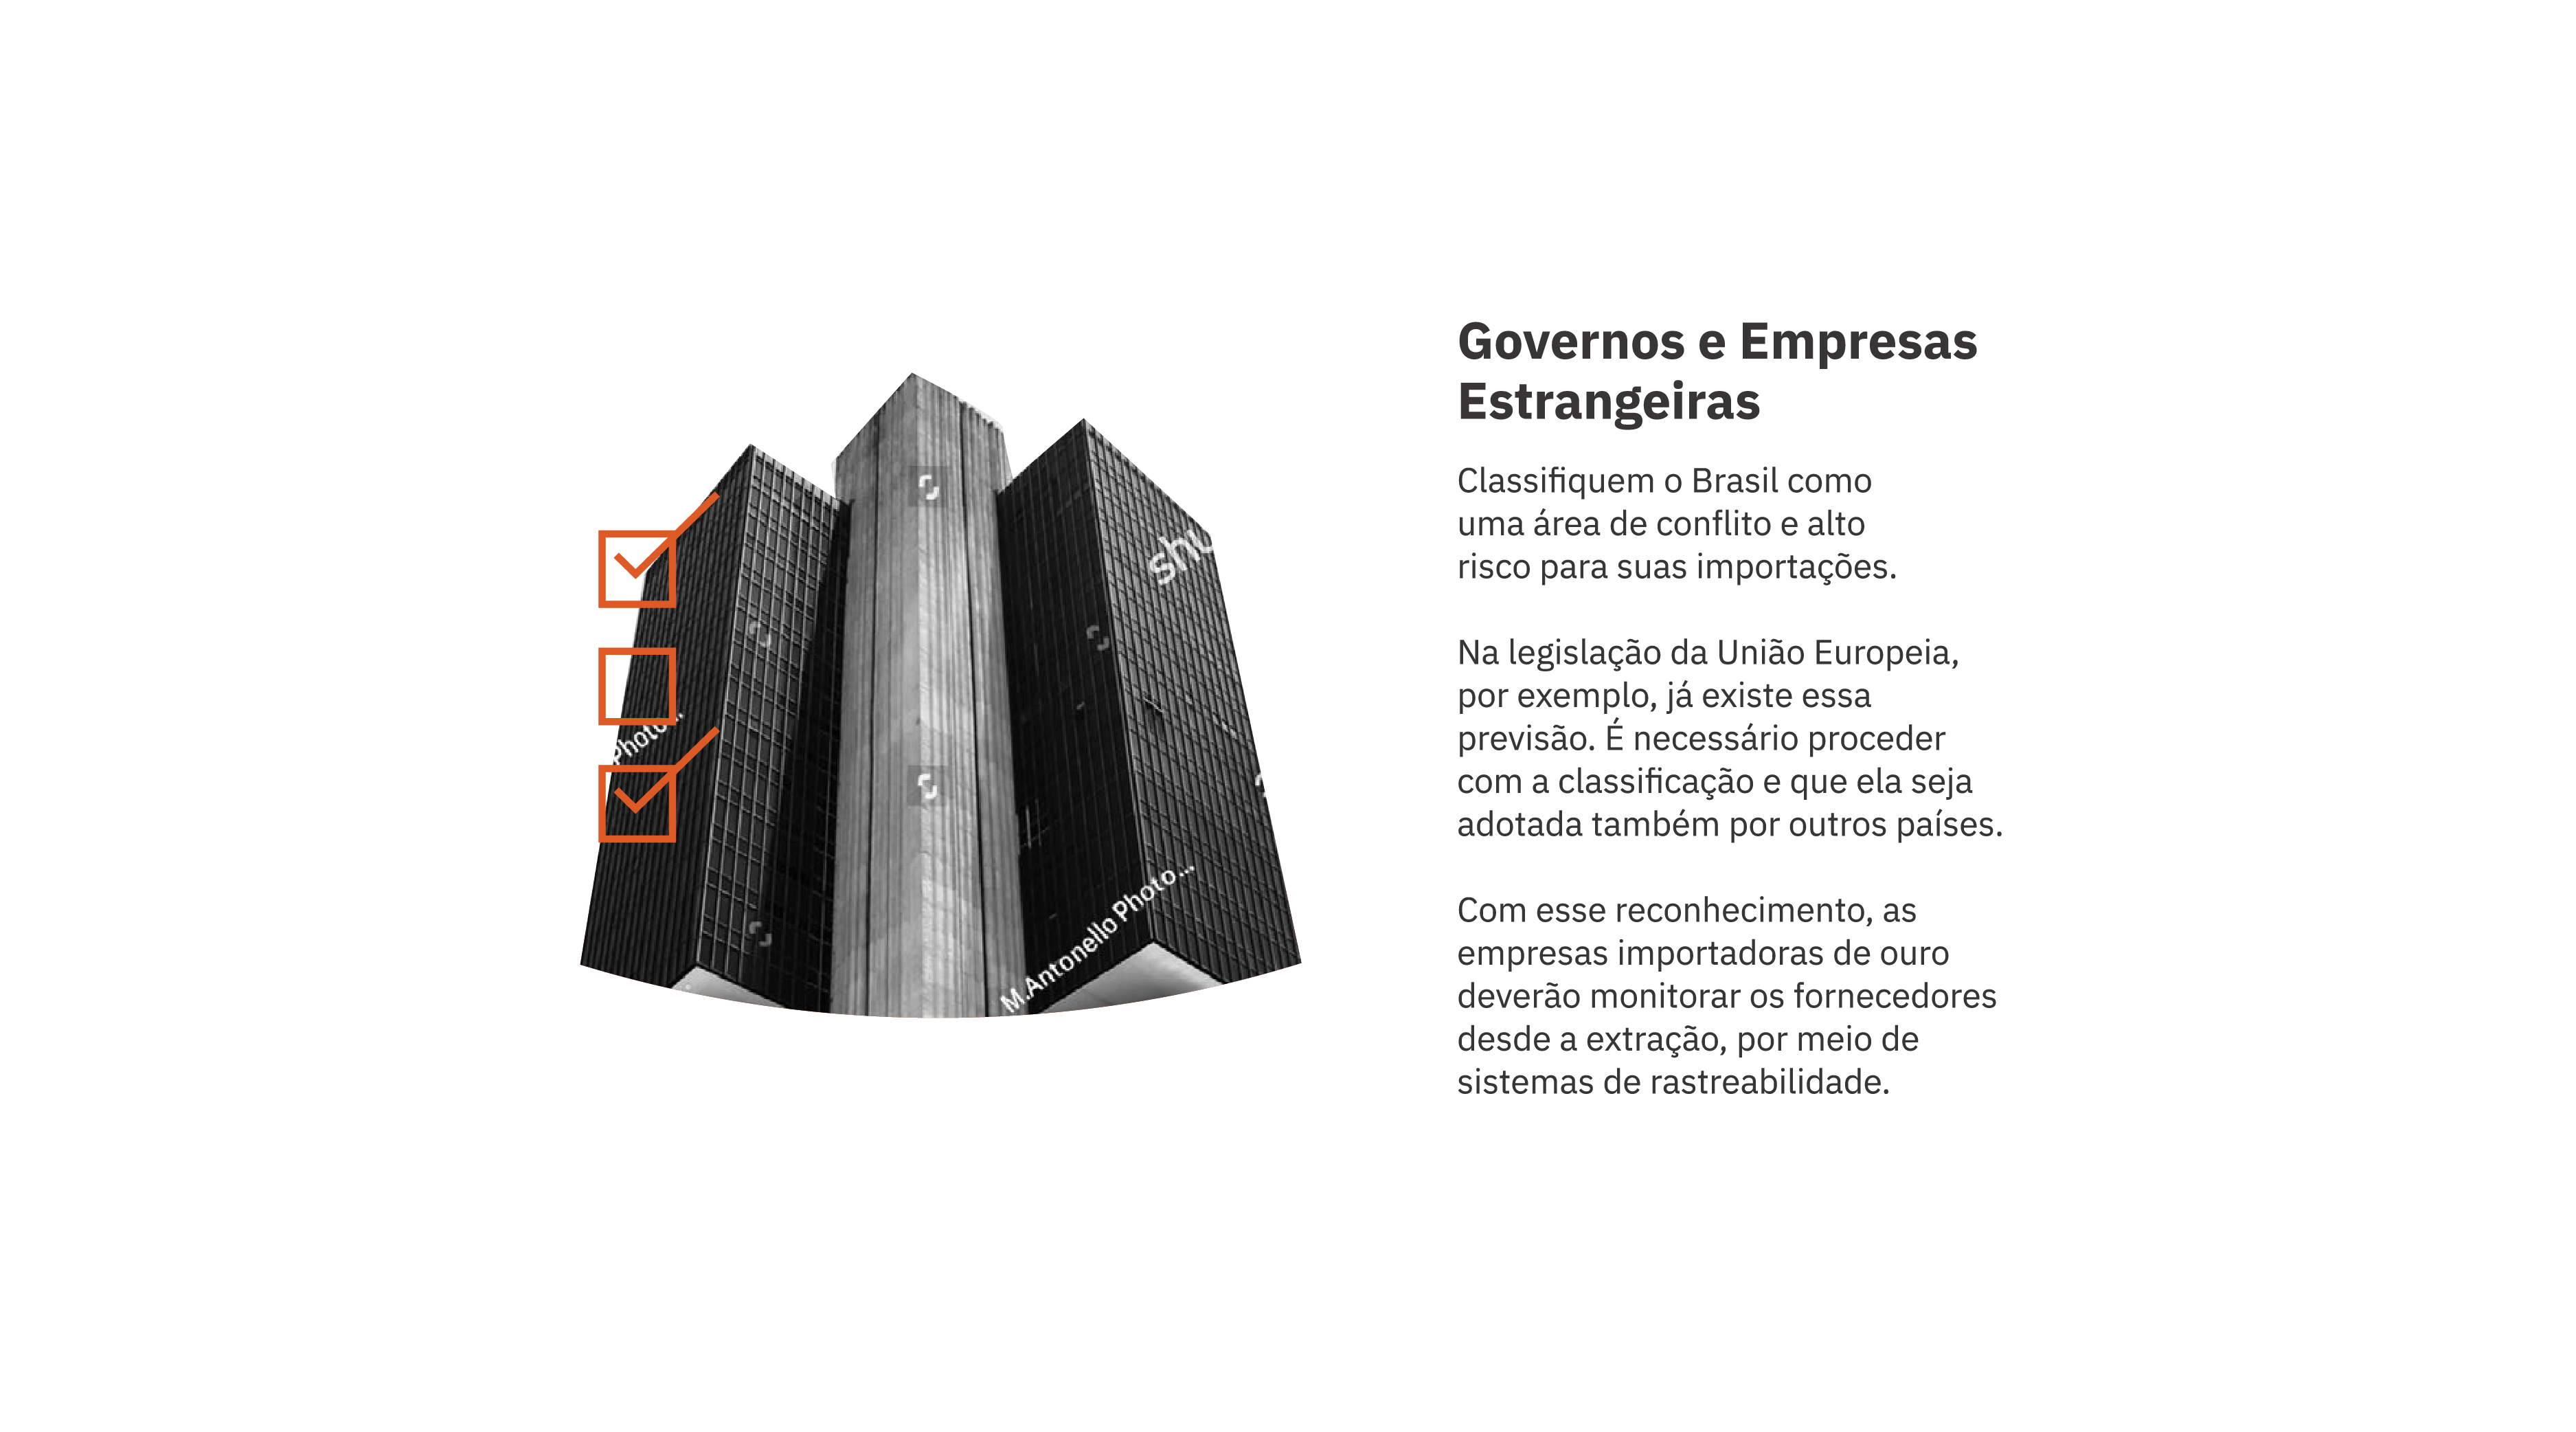 Governos e Empresas
Estrangeiras
Classifiquem o Brasil como
uma área de conflito e alto
risco para suas importações.
Na legislação da União Europeia,
por exemplo, já existe essa
previsão. É necessário proceder
com a classificação e que ela seja
adotada também por outros países.
Com esse reconhecimento, as
empresas importadoras de ouro
deverão monitorar os fornecedores
desde a extração, por meio de
sistemas de rastreabilidade.
shu
Photo...
M.Antonello Photo...